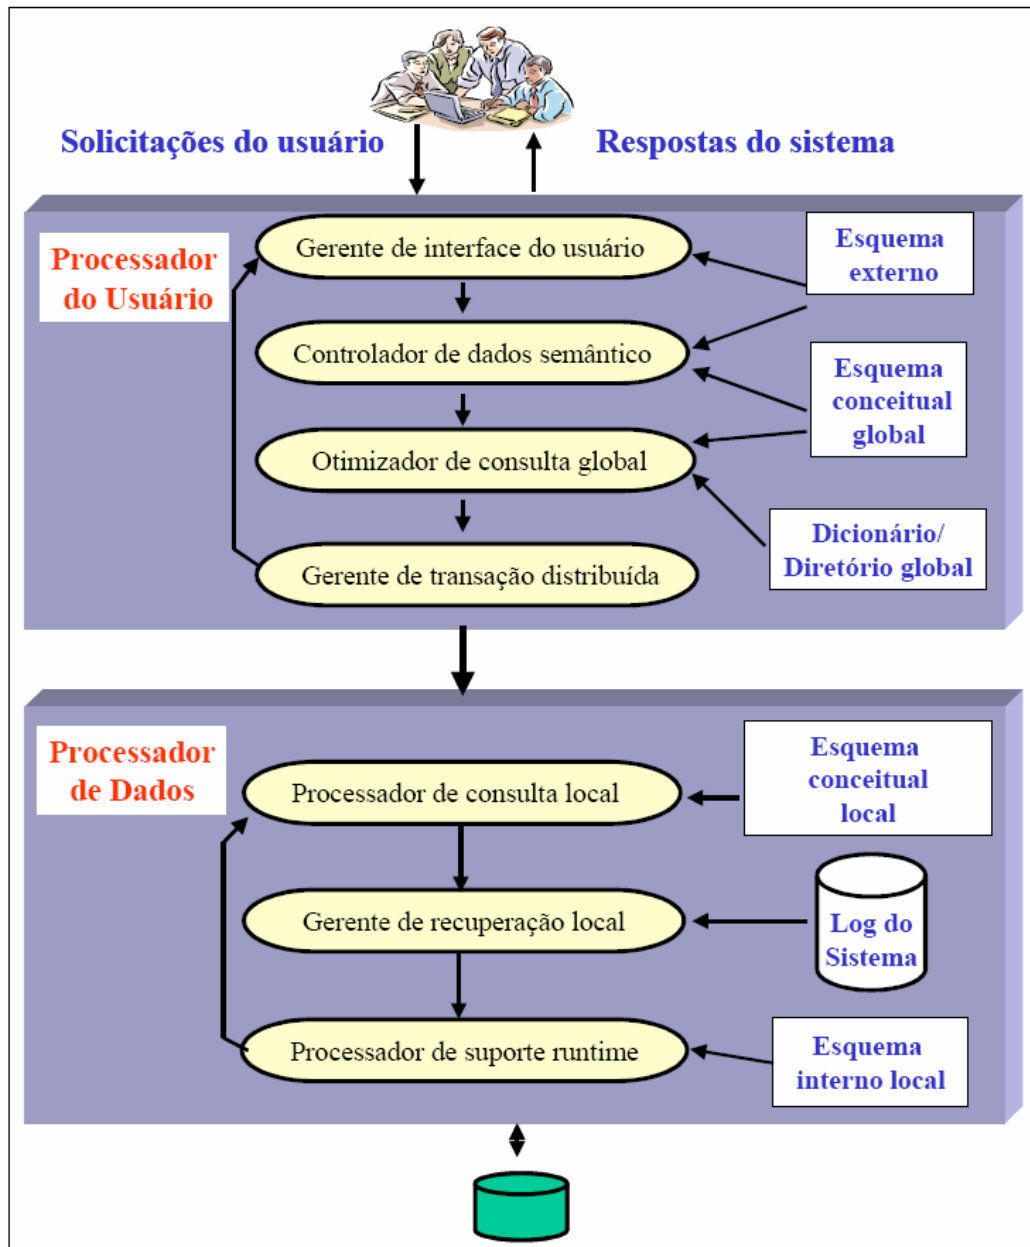 Solicitações do usuário
Respostas do sistema
Processador
do Usuário
Gerente de interface do usuário
Esquema
externo
Controlador de dados semântico
Esquema
conceitual
global
Otimizador de consulta global
Dicionário/
Diretório global
Gerente de transação distribuída
Processador
de Dados
Processador de consulta local
Esquema
conceitual
local
Gerente de recuperação local
Log do
Sistema
Processador de suporte runtime
Esquema
interno local